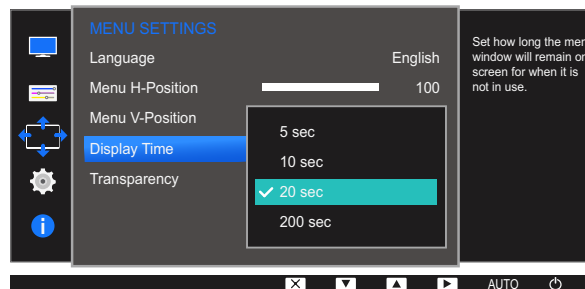 MENU SETTINGS
Language English
Menu H-Position 100
Menu V-Position
Display Time
Transparency
5 sec
10 sec
20 sec
200 sec
Set how long the
window will remain
screen for when it is
not in use.
i
AUTO